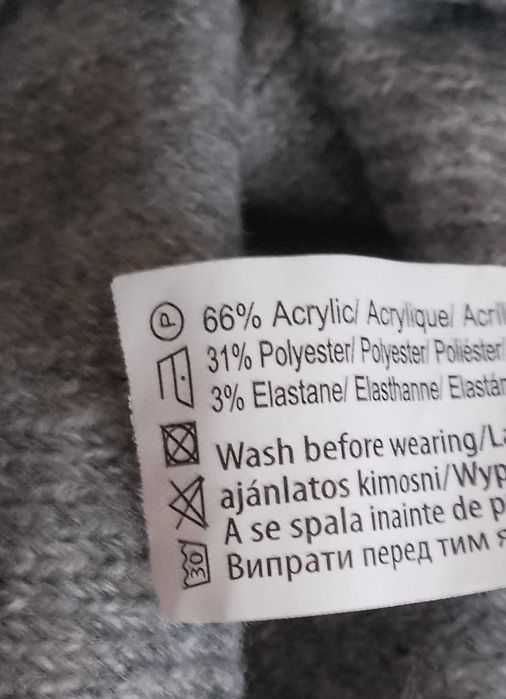 P 66% Acrylic/ Acrylique/
31% Polyester/ Polyester/ Poliéster/
3% Elastane/ Elasthanne/
Wash before wearing/
ajánlatos kimosni/
A se spala inainte de
30 Випрати перед тим